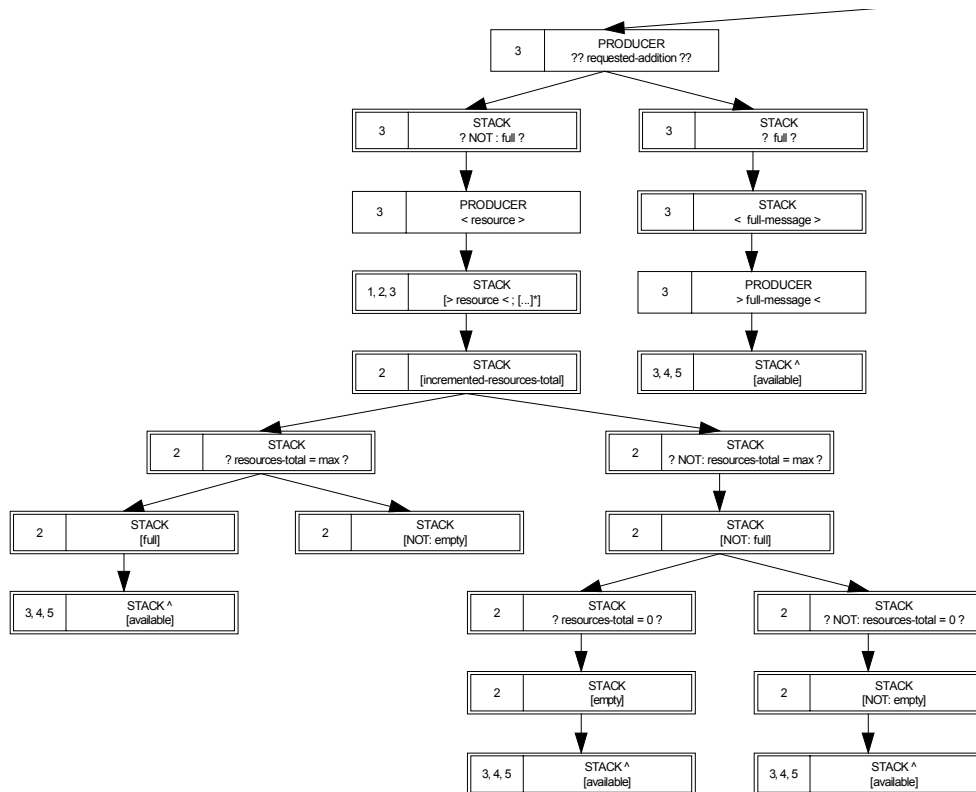 3
PRODUCER
?? requested-addition ??
3
STACK
? NOT : full ?
3
STACK
?  full ?
3
PRODUCER
< resource >
3
STACK
<  full-message >
1, 2, 3
STACK
[> resource < ; [...]*]
3
PRODUCER
> full-message <
2
STACK
[incremented-resources-total]
3, 4, 5
STACK ^
[available]
2
STACK
? resources-total = max ?
2
STACK
? NOT: resources-total = max ?
2
STACK
[full]
2
STACK
[NOT: empty]
2
STACK
[NOT: full]
3, 4, 5
STACK ^
[available]
2
STACK
? resources-total = 0 ?
2
STACK
? NOT: resources-total = 0 ?
2
STACK
[empty]
2
STACK
[NOT: empty]
3, 4, 5
STACK ^
[available]
3, 4, 5
STACK ^
[available]